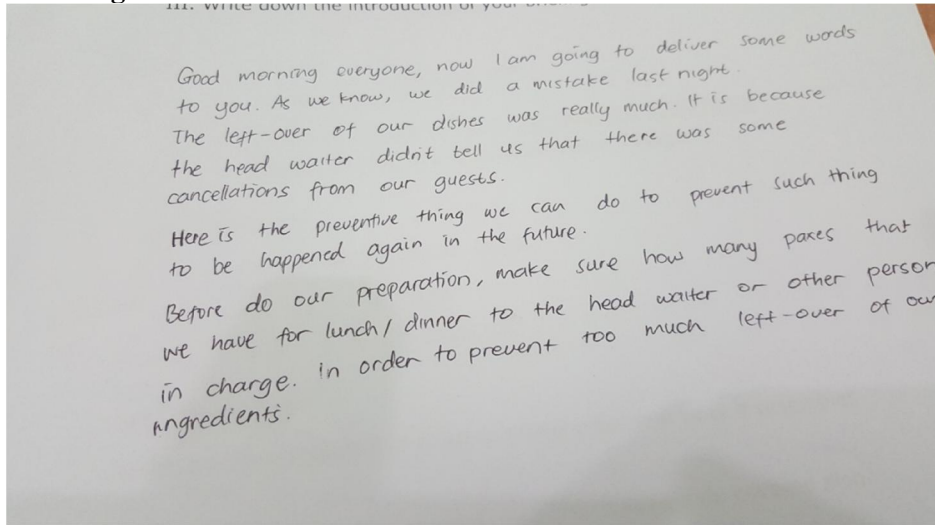 III. Write down the introduction of your
Good morning everyone, now I am going to deliver some words
to you. As we know, we did a mistake last night.
The left-over of our dishes was really much. It is because
the head waiter didn't tell us that there was some
cancellations from our guests.
Here is the preventive thing we can do to prevent such thing
to be happened again in the future.
Before do our preparation, make sure how many paxes that
we have for lunch/dinner to the head waiter or other person
in charge. In order to prevent too much left-over of our
ingredients.